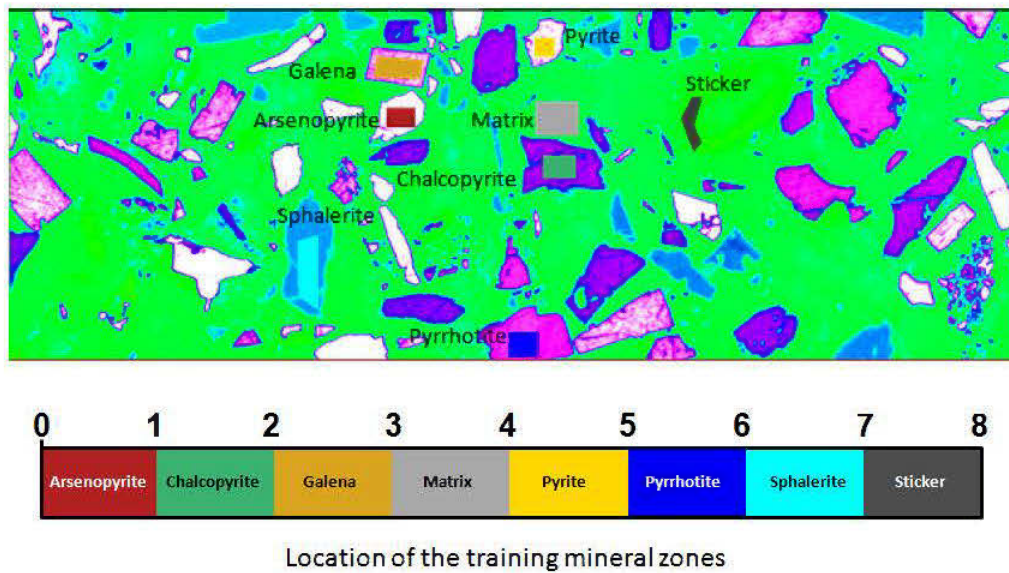 Pyrite
Galena
Sticker
Arsenopyrite
Matrix
Chalcopyrite
Sphalerite
Pyrrhotite
0 1 2 3 4 5 6 7 8
Arsenopyrite Chalcopyrite Galena Matrix Pyrite Pyrrhotite Sphalerite Sticker
Location of the training mineral zones